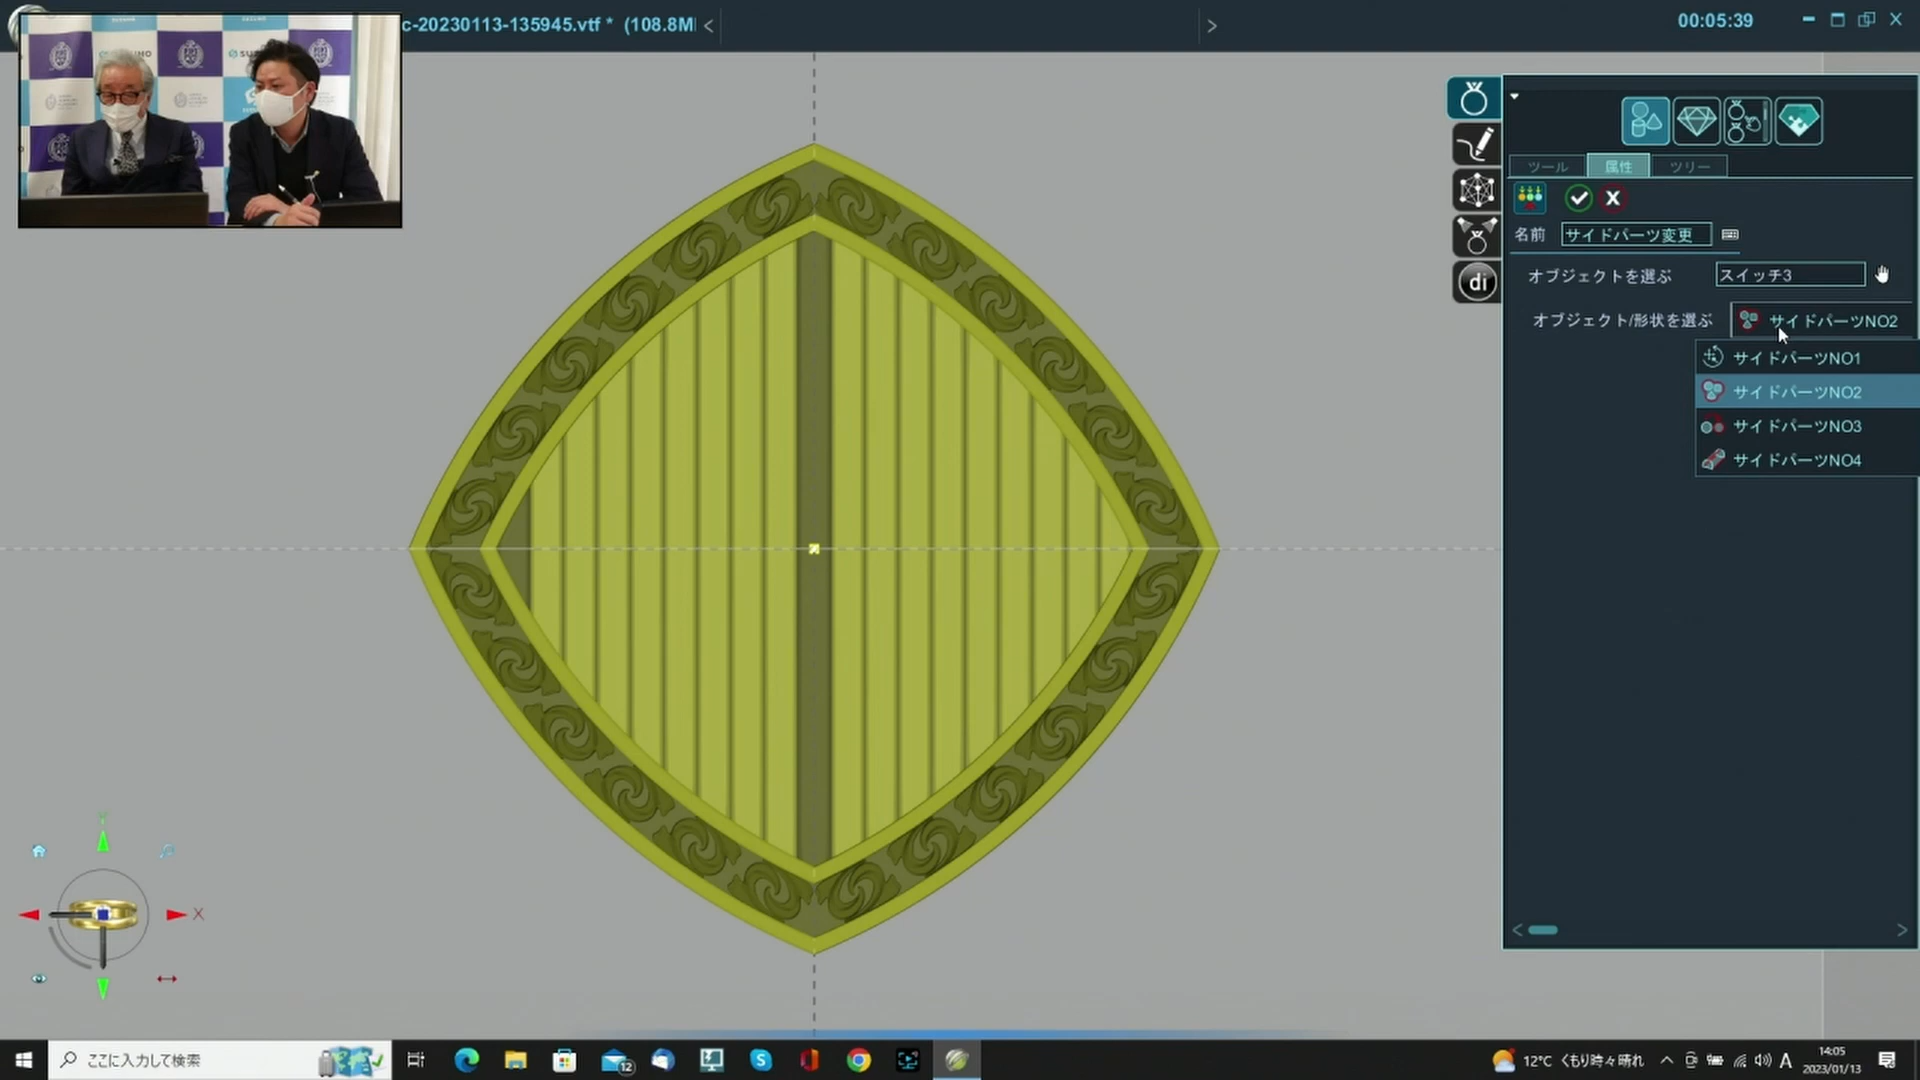 c-20230113-135945.vtf * (108.8M
<
>
00:05:39
ツール
属性
ツリー
名前
サイドパーツ変更
オブジェクトを選ぶ
スイッチ3
オブジェクト/形状を選ぶ
サイドパーツNO2
サイドパーツNO1
サイドパーツNO2
サイドパーツNO3
サイドパーツNO4
di
X
ここに入力して検索
12
12°C くもり時々晴れ
A
14:05
2023/01/13